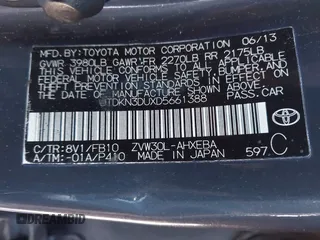 MFD. BY: TOYOTA MOTOR CORPORATION 06/13
GVWR 3980LB GAWR FR 2270LB RR 2175LB
THIS VEHICLE CONFORMS TO ALL APPLICABLE
FEDERAL MOTOR VEHICLE SAFETY, BUMPER, AND
THEFT PREVENTION STANDARDS IN EFFECT ON
THE DATE OF MANUFACTURE SHOWN ABOVE.
JTDKN3DUXD5661388 PASS. CAR
TOYOTA
C/TR: 8V1/FB10 ZVW30L-AHXEBA
A/TM: -01A/P410 MADE IN JAPAN 597 C
DREAMBID